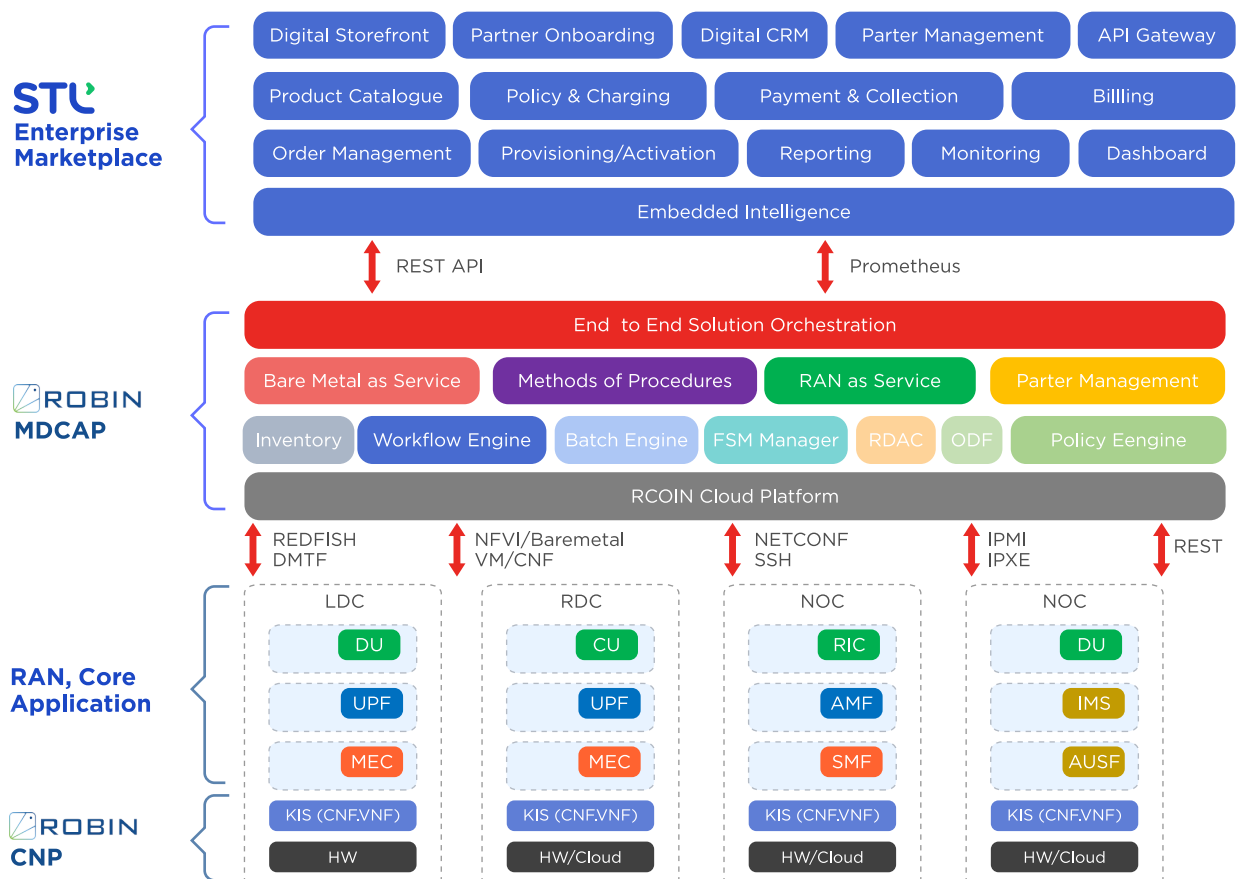 Digital Storefront
Partner Onboarding
Digital CRM
Parter Management
API Gateway
STL
Enterprise
Marketplace
Product Catalogue
Policy & Charging
Payment & Collection
Billling
Order Management
Provisioning/Activation
Reporting
Monitoring
Dashboard
Embedded Intelligence
REST API
Prometheus
End to End Solution Orchestration
ROBIN
MDCAP
Bare Metal as Service
Methods of Procedures
RAN as Service
Parter Management
Inventory
Workflow Engine
Batch Engine
FSM Manager
RDAC
ODF
Policy Eengine
RCOIN Cloud Platform
REDFISH
DMTF
NFVI/Baremetal
VM/CNF
NETCONF
SSH
IPMI
IPXE
REST
RAN, Core
Application
LDC
DU
UPF
MEC
RDC
CU
UPF
MEC
NOC
RIC
AMF
SMF
NOC
DU
IMS
AUSF
ROBIN
CNP
KIS (CNF.VNF)
KIS (CNF.VNF)
KIS (CNF.VNF)
KIS (CNF.VNF)
HW
HW/Cloud
HW/Cloud
HW/Cloud